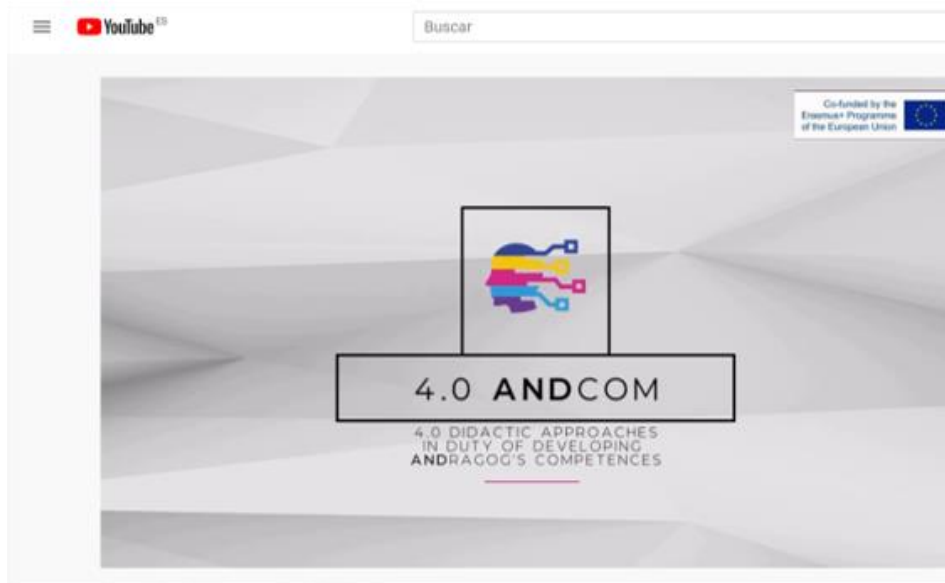 YouTube ES
Buscar
Co-funded by the
Erasmus+ Programme
of the European Union
4.0 ANDCOM
4.0 DIDACTIC APPROACHES
IN DUTY OF DEVELOPING
ANDRAGOG'S COMPETENCES